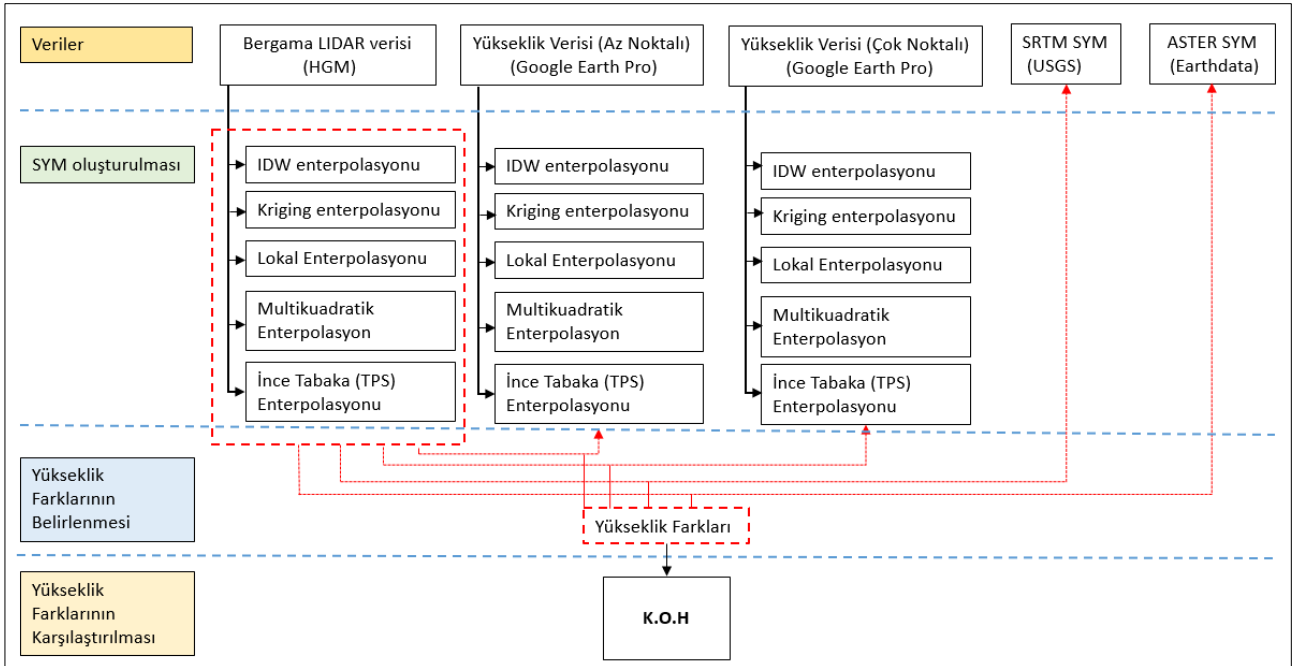 Veriler
Bergama LIDAR verisi
(HGM)
Yükseklik Verisi (Az Noktalı)
(Google Earth Pro)
Yükseklik Verisi (Çok Noktalı)
(Google Earth Pro)
SRTM SYM
(USGS)
ASTER SYM
(Earthdata)
SYM oluşturulması
IDW enterpolasyonu
Kriging enterpolasyonu
Lokal Enterpolasyonu
Multikuadratik
Enterpolasyon
İnce Tabaka (TPS)
Enterpolasyonu
IDW enterpolasyonu
Kriging enterpolasyonu
Lokal Enterpolasyonu
Multikuadratik
Enterpolasyon
İnce Tabaka (TPS)
Enterpolasyonu
IDW enterpolasyonu
Kriging enterpolasyonu
Lokal Enterpolasyonu
Multikuadratik
Enterpolasyon
İnce Tabaka (TPS)
Enterpolasyonu
Yükseklik
Farklarının
Belirlenmesi
Yükseklik Farkları
Yükseklik
Farklarının
Karşılaştırılması
K.O.H